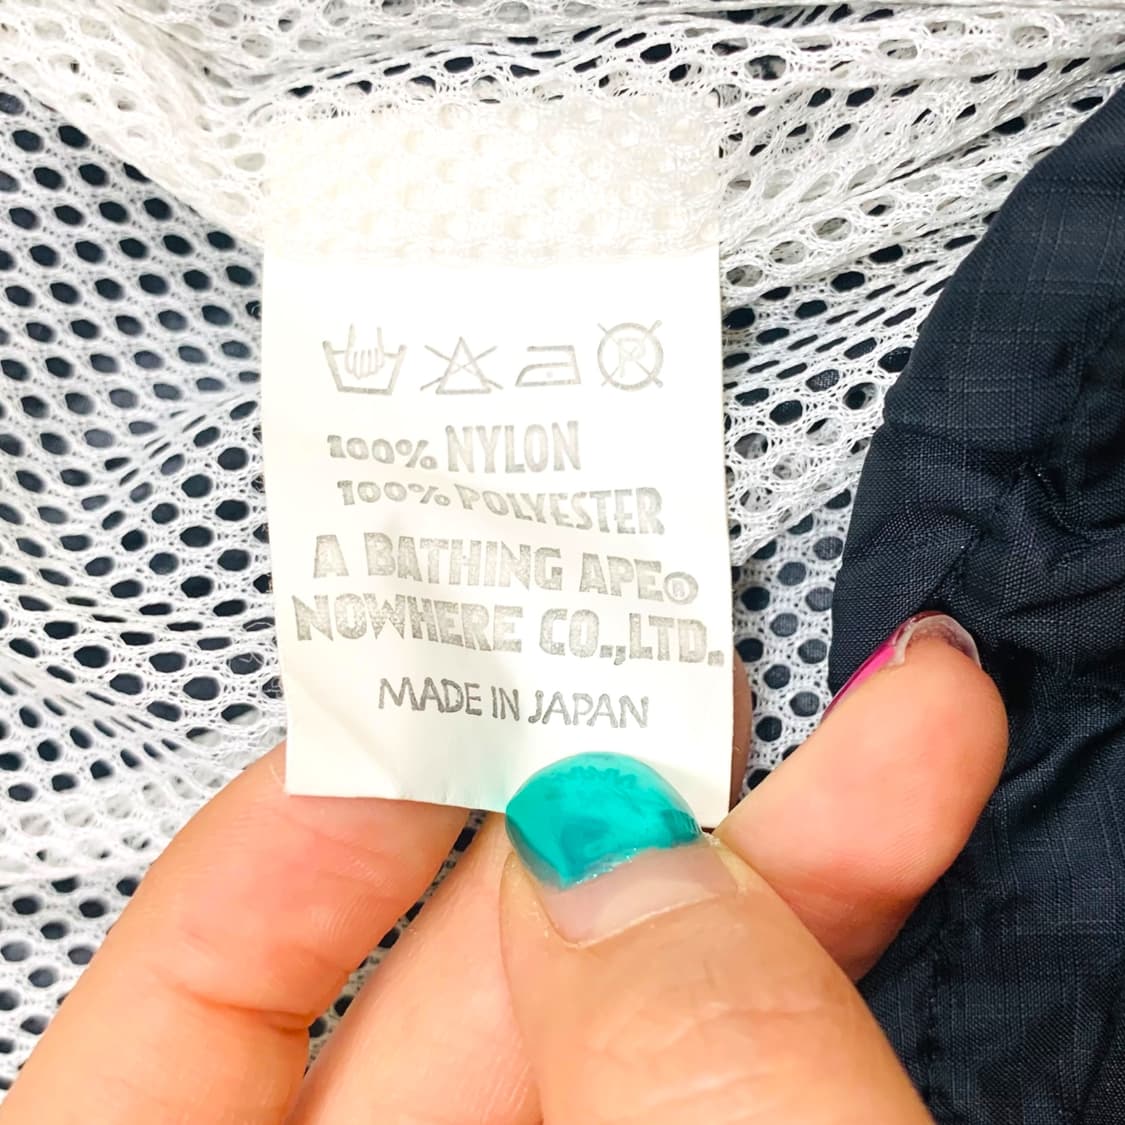 100% NYLON
100% POLYESTER
A BATHING APE®
NOWHERE CO.,LTD.
MADE IN JAPAN